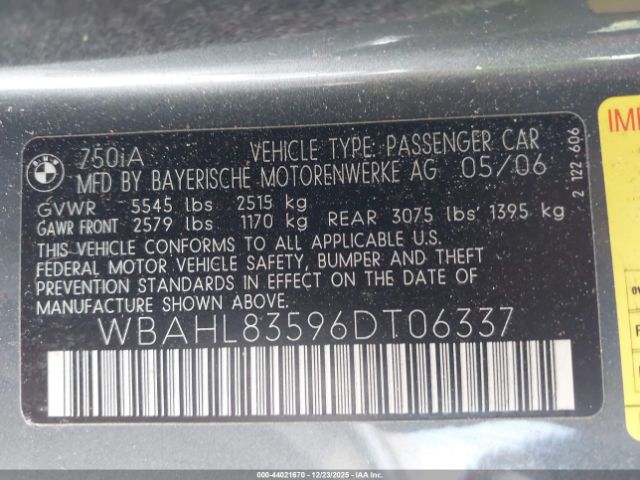 750iA VEHICLE TYPE: PASSENGER CAR
BMW MFD BY BAYERISCHE MOTORENWERKE AG 05/06
GVWR 5545 lbs 2515 kg
GAWR FRONT 2579 lbs 1170 kg REAR 3075 lbs' 1395 kg
THIS VEHICLE CONFORMS TO ALL APPLICABLE U.S.
FEDERAL MOTOR VEHICLE SAFETY, BUMPER AND THEFT
PREVENTION STANDARDS IN EFFECT ON THE DATE OF
MANUFACTURE SHOWN ABOVE.
WBAHL83596DT06337
2 122 606
000-44021670 • 12/23/2025 • IAA Inc.